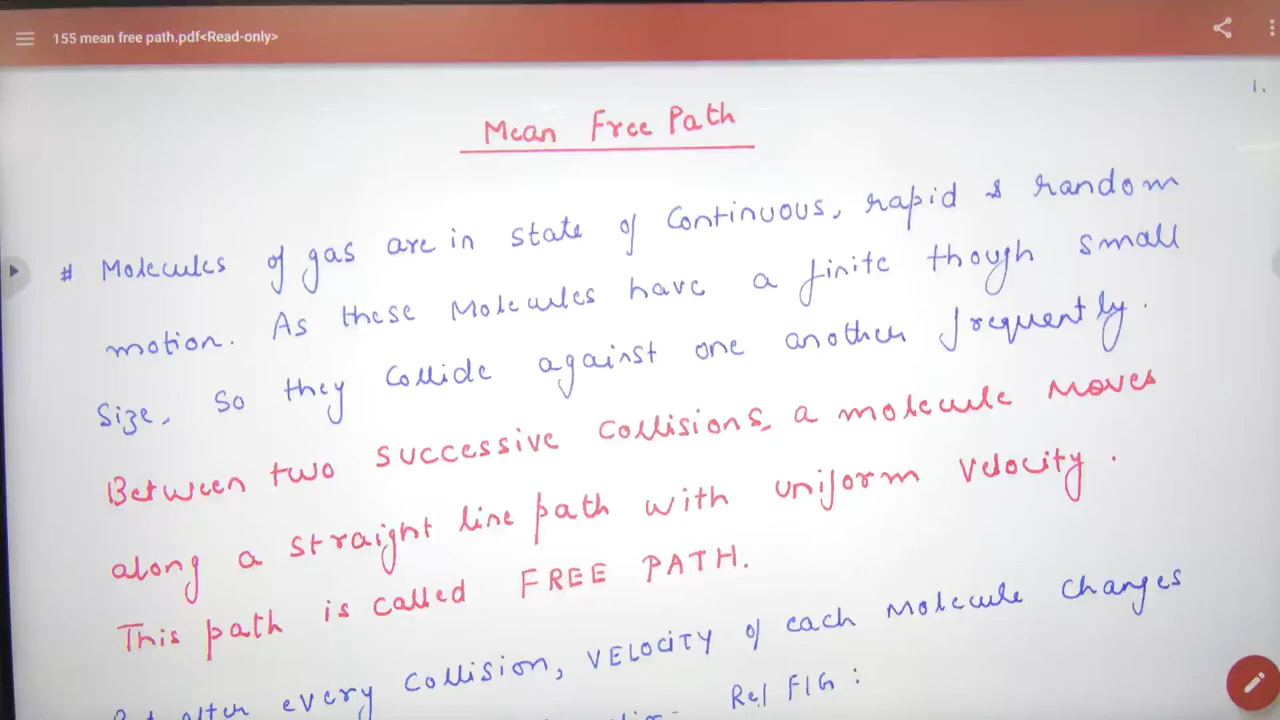 155 mean free path.pdf<Read-only>
1.
Mean Free Path
# Molecules of gas are in state of Continuous, rapid & random
motion. As these Molecules have a finite though small
Size, so they Collide against one another frequently.
Between two successive Collisions, a molecule Moves
along a straight line path with uniform Velocity.
This path is called FREE PATH.
after every Collision, VELOCITY of each Molecule Changes
Ref FIG: